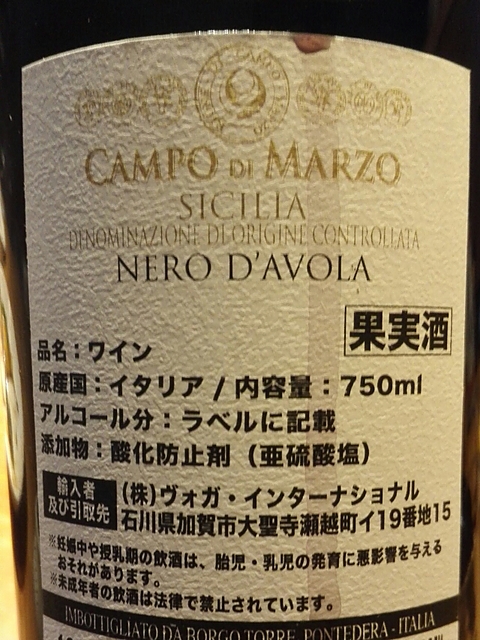 CAMPO DI MARZO
SICILIA
DENOMINAZIONE DI ORIGINE CONTROLLATA
NERO D'AVOLA
果実酒
品名：ワイン
原産国：イタリア / 内容量：750ml
アルコール分：ラベルに記載
添加物：酸化防止剤（亜硫酸塩）
輸入者
及び引取先
(株)ヴォガ・インターナショナル
石川県加賀市大聖寺瀬越町イ19番地15
※妊娠中や授乳期の飲酒は、胎児・乳児の発育に悪影響を与える
おそれがあります。
※未成年者の飲酒は法律で禁止されています。
IMBOTTIGLIATO DA BORGO TORRE, PONTEDERA - ITALIA